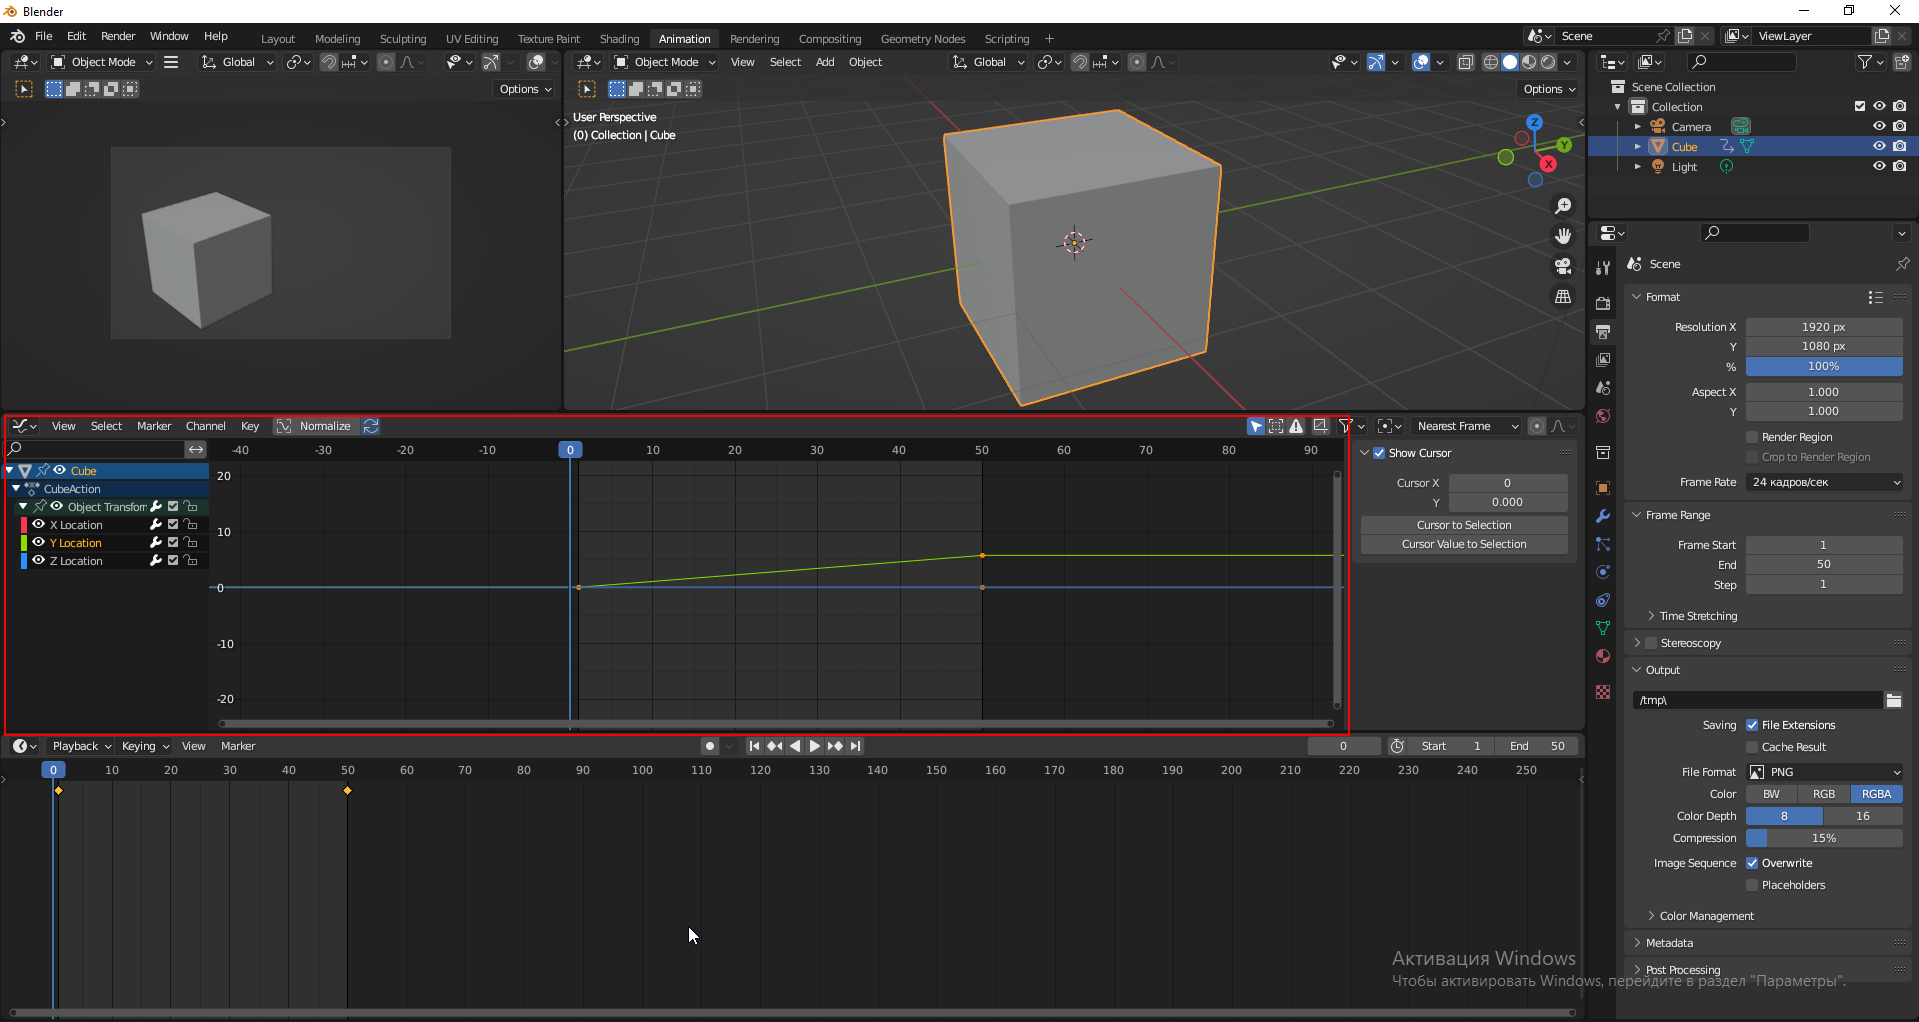 Blender
File Edit Render Window Help Layout Modeling Sculpting UV Editing Texture Paint Shading Animation Rendering Compositing Geometry Nodes Scripting + Scene ViewLayer
Object Mode Global Object Mode View Select Add Object Global
Options Options
User Perspective
(0) Collection | Cube
Z
Y
X
Scene Collection
Collection
Camera
Cube
Light
Scene
Format
Resolution X 1920 px
Y 1080 px
% 100%
Aspect X 1.000
Y 1.000
Render Region
Crop to Render Region
Frame Rate 24 кадров/сек
Frame Range
Frame Start 1
End 50
Step 1
Time Stretching
Stereoscopy
Output
/tmp\
Saving File Extensions
Cache Result
File Format PNG
Color BW RGB RGBA
Color Depth 8 16
Compression 15%
Image Sequence Overwrite
Placeholders
Color Management
Metadata
Post Processing
View Select Marker Channel Key Normalize Nearest Frame
-40 -30 -20 -10 0 10 20 30 40 50 60 70 80 90
Cube
CubeAction
Object Transform
X Location
Y Location
Z Location
20
10
0
-10
-20
Show Cursor
Cursor X 0
Y 0.000
Cursor to Selection
Cursor Value to Selection
Playback Keying View Marker 0 Start 1 End 50
0 10 20 30 40 50 60 70 80 90 100 110 120 130 140 150 160 170 180 190 200 210 220 230 240 250
Активация Windows
Чтобы активировать Windows, перейдите в раздел "Параметры".